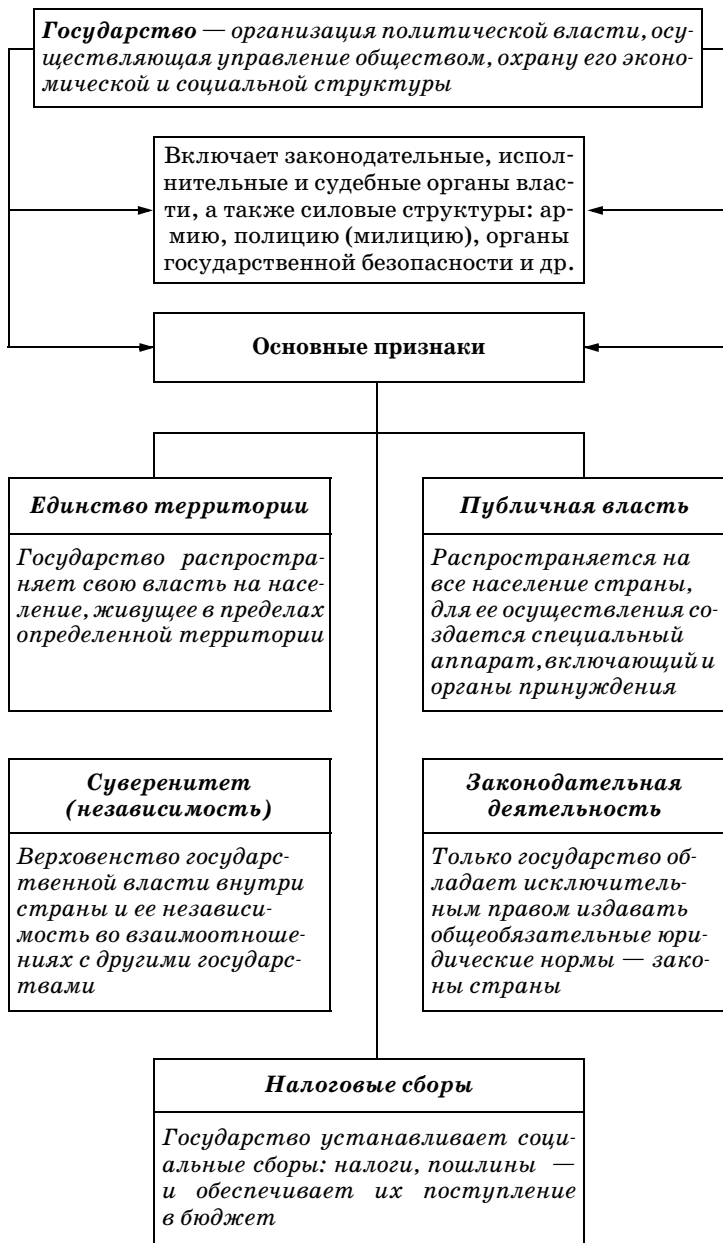 Государство — организация политической власти, осу-
ществляющая управление обществом, охрану его эконо-
мической и социальной структуры
Включает законодательные, испол-
нительные и судебные органы влас-
ти, а также силовые структуры: ар-
мию, полицию (милицию), органы
государственной безопасности и др.
Основные признаки
Единство территории
Государство распростра-
няет свою власть на насе-
ление, живущее в пределах
определенной территории
Публичная власть
Распространяется на
все население страны,
для ее осуществления со-
здается специальный
аппарат, включающий и
органы принуждения
Суверенитет
(независимость)
Верховенство государс-
твенной власти внутри
страны и ее независи-
мость во взаимоотноше-
ниях с другими государс-
твами
Законодательная
деятельность
Только государство об-
ладает исключитель-
ным правом издавать
общеобязательные юри-
дические нормы — зако-
ны страны
Налоговые сборы
Государство устанавливает соци-
альные сборы: налоги, пошлины —
и обеспечивает их поступление
в бюджет